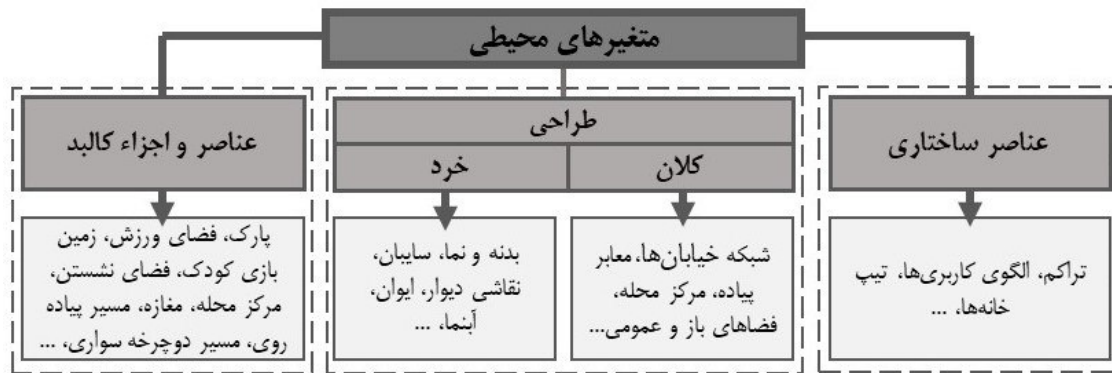 متغیرهای محیطی
عناصر ساختاری
تراکم، الگوی کاربری‌ها، تیپ
خانه‌ها، ...
طراحی
کلان
شبکه خیابان‌ها، معابر
پیاده، مرکز محله،
فضاهای باز و عمومی...
خرد
بدنه و نما، سایبان،
نقاشی دیوار، ایوان،
آبنما، ...
عناصر و اجزاء کالبد
پارک، فضای ورزش، زمین
بازی کودک، فضای نشستن،
مرکز محله، مغازه، مسیر پیاده
روی، مسیر دوچرخه سواری، ...